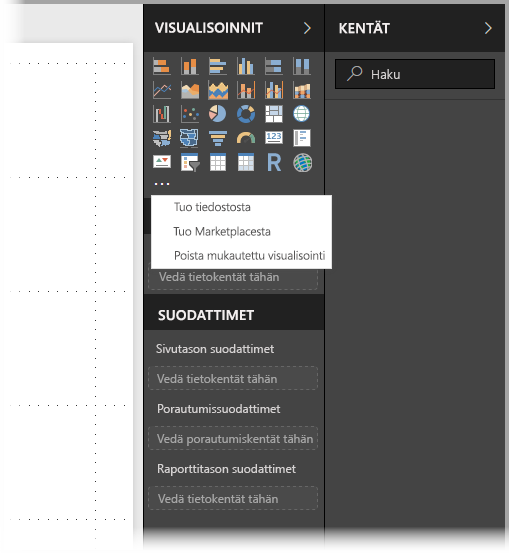 VISUALISOINNIT
KENTÄT
Haku
123
R
...
Tuo tiedostosta
Tuo Marketplacesta
Poista mukautettu visualisointi
Vedä tietokentät tähän
SUODATTIMET
Sivutason suodattimet
Vedä tietokentät tähän
Porautumissuodattimet
Vedä porautumiskentät tähän
Raporttitason suodattimet
Vedä tietokentät tähän